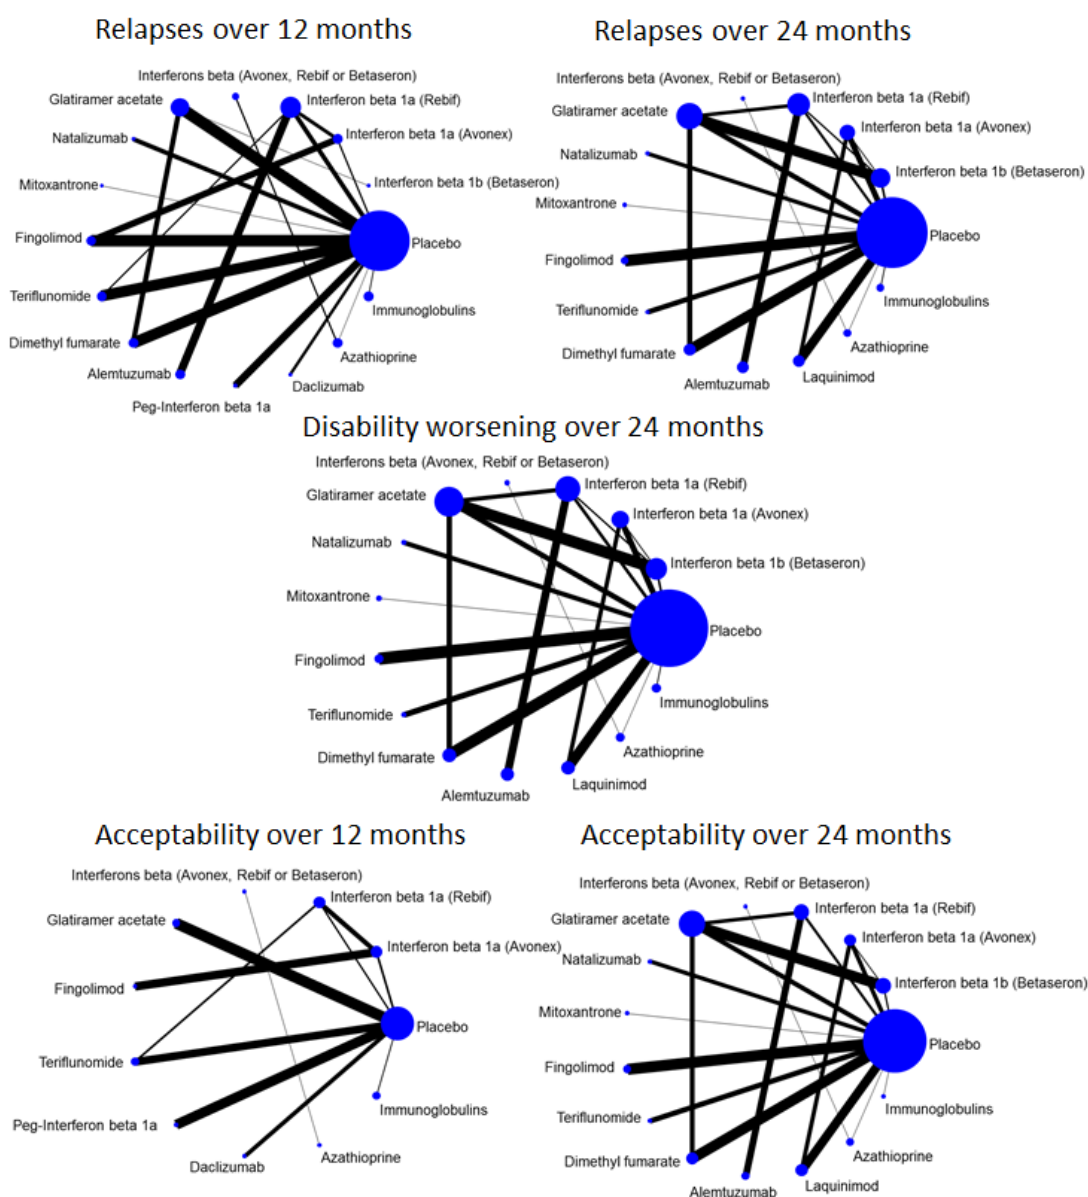 Relapses over 12 months
Interferons beta (Avonex, Rebif or Betaseron)
Glatiramer acetate
Interferon beta 1a (Rebif)
Natalizumab
Interferon beta 1a (Avonex)
Mitoxantrone
Interferon beta 1b (Betaseron)
Fingolimod
Placebo
Teriflunomide
Immunoglobulins
Dimethyl fumarate
Azathioprine
Alemtuzumab
Daclizumab
Peg-Interferon beta 1a
Relapses over 24 months
Interferons beta (Avonex, Rebif or Betaseron)
Interferon beta 1a (Rebif)
Glatiramer acetate
Interferon beta 1a (Avonex)
Natalizumab
Interferon beta 1b (Betaseron)
Mitoxantrone
Placebo
Fingolimod
Immunoglobulins
Teriflunomide
Azathioprine
Dimethyl fumarate
Laquinimod
Alemtuzumab
Disability worsening over 24 months
Interferons beta (Avonex, Rebif or Betaseron)
Interferon beta 1a (Rebif)
Glatiramer acetate
Interferon beta 1a (Avonex)
Natalizumab
Interferon beta 1b (Betaseron)
Mitoxantrone
Placebo
Fingolimod
Immunoglobulins
Teriflunomide
Azathioprine
Dimethyl fumarate
Laquinimod
Alemtuzumab
Acceptability over 12 months
Interferons beta (Avonex, Rebif or Betaseron)
Interferon beta 1a (Rebif)
Glatiramer acetate
Interferon beta 1a (Avonex)
Fingolimod
Placebo
Teriflunomide
Immunoglobulins
Peg-Interferon beta 1a
Azathioprine
Daclizumab
Acceptability over 24 months
Interferons beta (Avonex, Rebif or Betaseron)
Interferon beta 1a (Rebif)
Glatiramer acetate
Interferon beta 1a (Avonex)
Natalizumab
Interferon beta 1b (Betaseron)
Mitoxantrone
Placebo
Fingolimod
Immunoglobulins
Teriflunomide
Azathioprine
Dimethyl fumarate
Laquinimod
Alemtuzumab